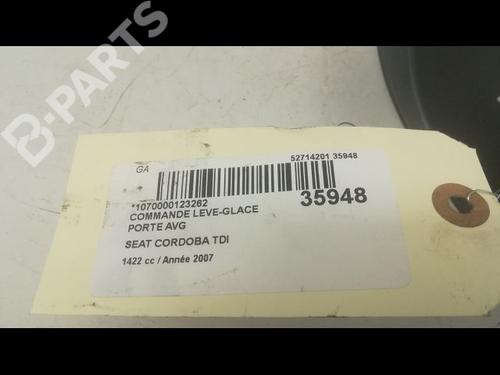 B-PARTS
GA
52714201 35948
*1070000123262
35948
COMMANDE LEVE-GLACE
PORTE AVG
SEAT CORDOBA TDI
1422 cc / Année 2007